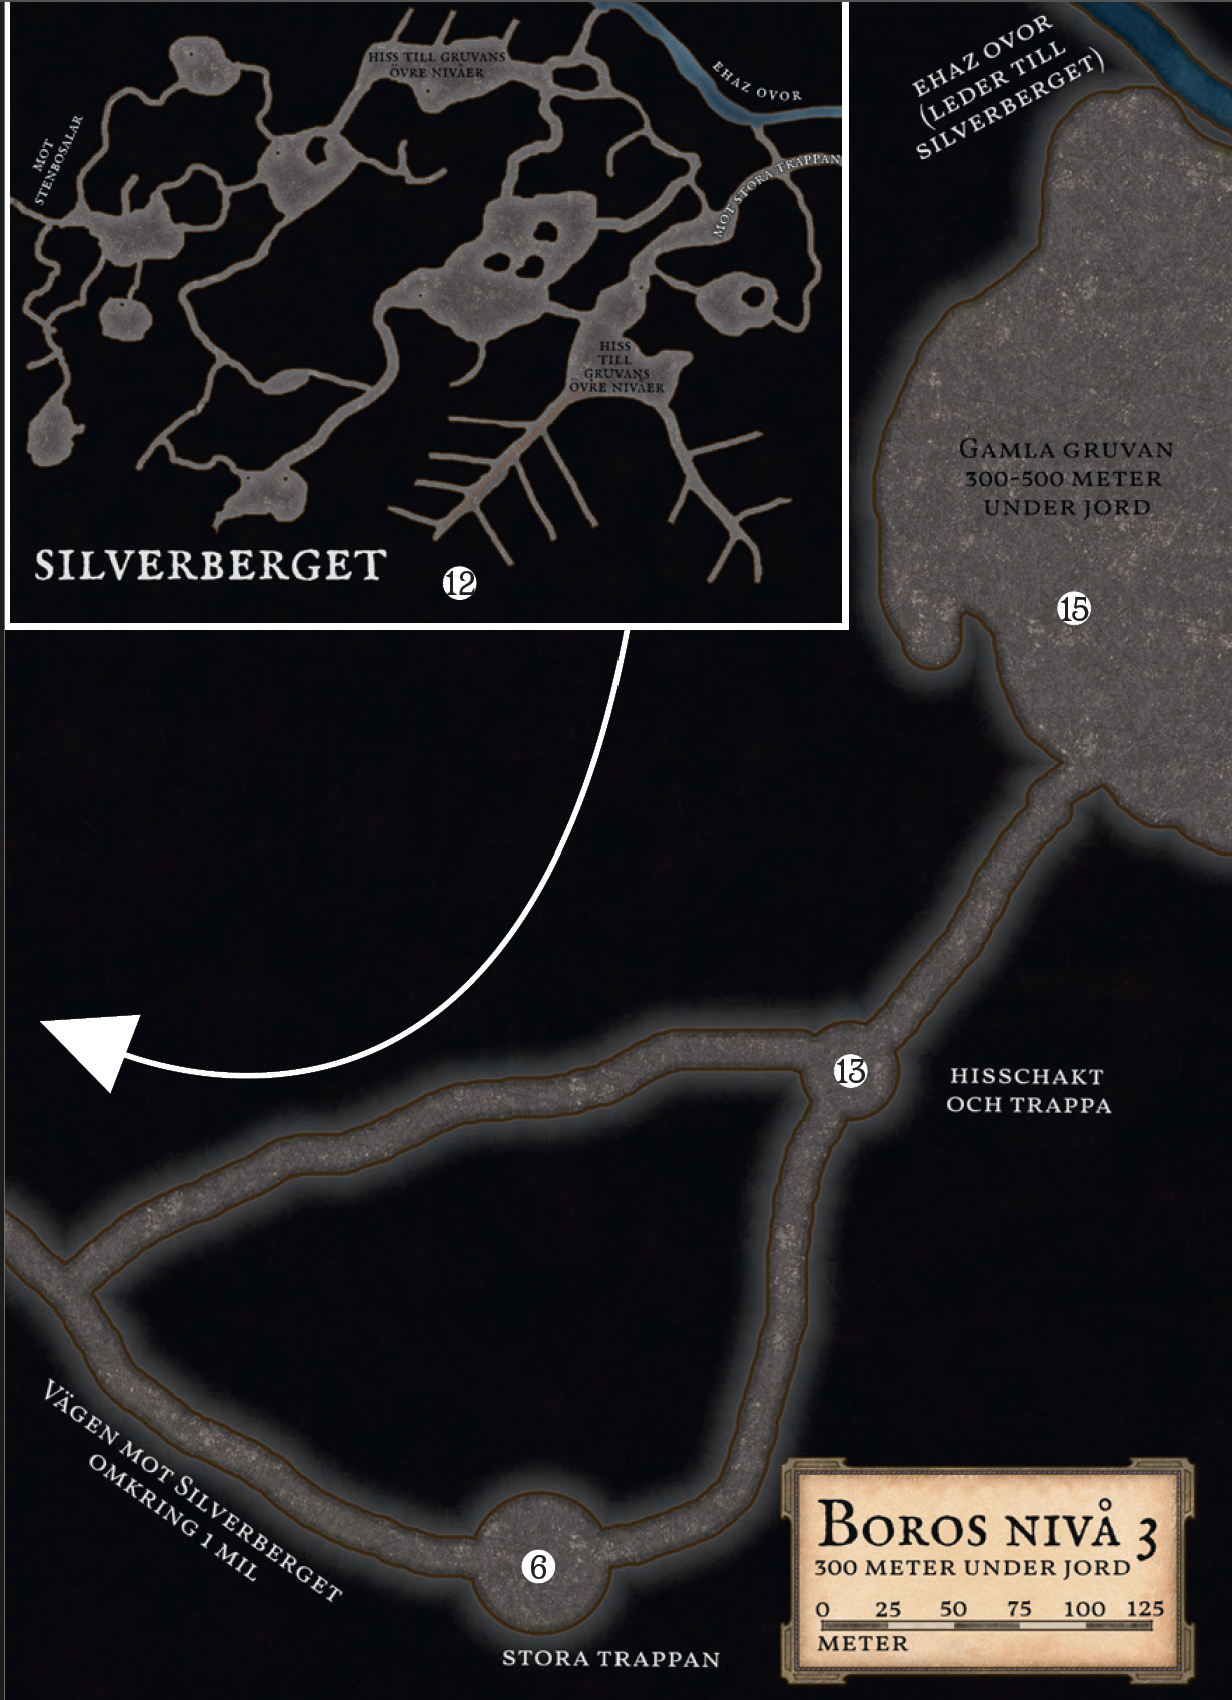 HISS TILL GRUVANS
ÖVRE NIVÅER
EHAZ OVOR
MOT
STENBOSALAR
MOT STORA TRAPPAN
HISS
TILL
GRUVANS
ÖVRE NIVÅER
SILVERBERGET
12
EHAZ OVOR
(LEDER TILL
SILVERBERGET)
GAMLA GRUVAN
300-500 METER
UNDER JORD
15
13
HISSCHAKT
OCH TRAPPA
VÄGEN MOT SILVERBERGET
OMKRING 1 MIL
6
STORA TRAPPAN
BOROS NIVÅ 3
300 METER UNDER JORD
0 25 50 75 100 125
METER